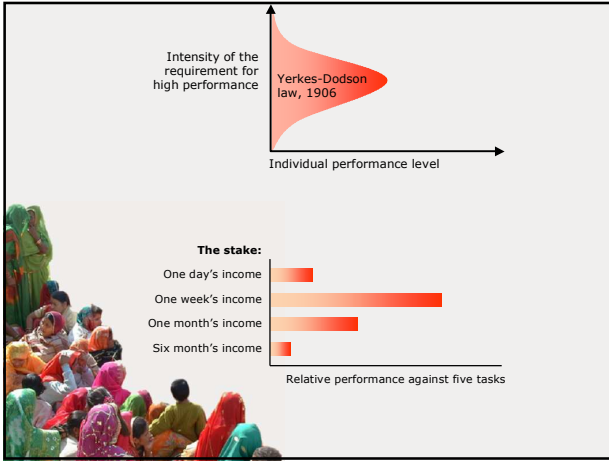 Intensity of the
requirement for
high performance
Yerkes-Dodson
law, 1906
Individual performance level
The stake:
One day's income
One week's income
One month's income
Six month's income
Relative performance against five tasks